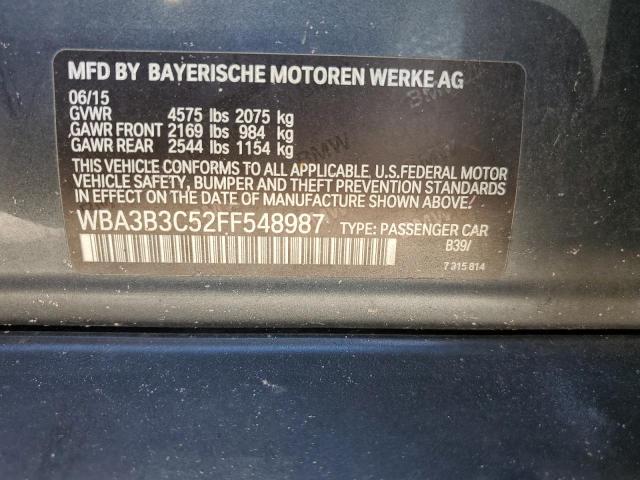 MFD BY BAYERISCHE MOTOREN WERKE AG
06/15
GVWR 4575 lbs 2075 kg
GAWR FRONT 2169 lbs 984 kg
GAWR REAR 2544 lbs 1154 kg
THIS VEHICLE CONFORMS TO ALL APPLICABLE U.S.FEDERAL MOTOR
VEHICLE SAFETY, BUMPER AND THEFT PREVENTION STANDARDS
IN EFFECT ON THE DATE OF MANUFACTURE SHOWN ABOVE.
WBA3B3C52FF548987 TYPE: PASSENGER CAR
B39/
7 315 814